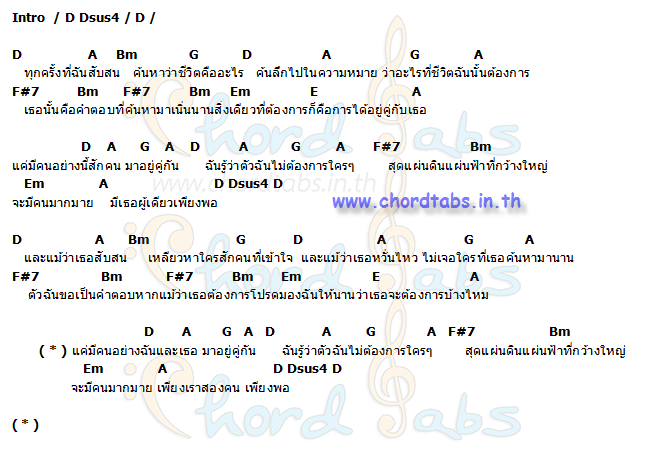 Intro / D Dsus4 / D /
D A Bm G D A G A
ทุกครั้งที่ฉันสับสน ค้นหาว่าชีวิตคืออะไร ค้นลึกไปในความหมาย ว่าอะไรที่ชีวิตฉันนั้นต้องการ
F#7 Bm F#7 Bm Em E A
เธอนั้นคือคำตอบที่ค้นหามาเนิ่นนานสิ่งเดียวที่ต้องการก็คือการได้อยู่คู่กับเธอ
D A G A D A G A F#7 Bm
แค่มีคนอย่างนี้สักคน มาอยู่คู่กัน ฉันรู้ว่าตัวฉันไม่ต้องการใครๆ สุดแผ่นดินแผ่นฟ้าที่กว้างใหญ่
Em A D Dsus4 D
จะมีคนมากมาย มีเธอผู้เดียวเพียงพอ
www.chordtabs.in.th
D A Bm G D A G A
และแม้ว่าเธอสับสน เหลียวหาใครสักคนที่เข้าใจ และแม้ว่าเธอหวั่นไหว ไม่เจอใครที่เธอค้นหามานาน
F#7 Bm F#7 Bm Em E A
ตัวฉันขอเป็นคำตอบหากแม้ว่าเธอต้องการโปรดมองฉันให้นานว่าเธอจะต้องการบ้างไหม
D A G A D A G A F#7 Bm
( * ) แค่มีคนอย่างฉันและเธอ มาอยู่คู่กัน ฉันรู้ว่าตัวฉันไม่ต้องการใครๆ สุดแผ่นดินแผ่นฟ้าที่กว้างใหญ่
Em A D Dsus4 D
จะมีคนมากมาย เพียงเราสองคน เพียงพอ
( * )